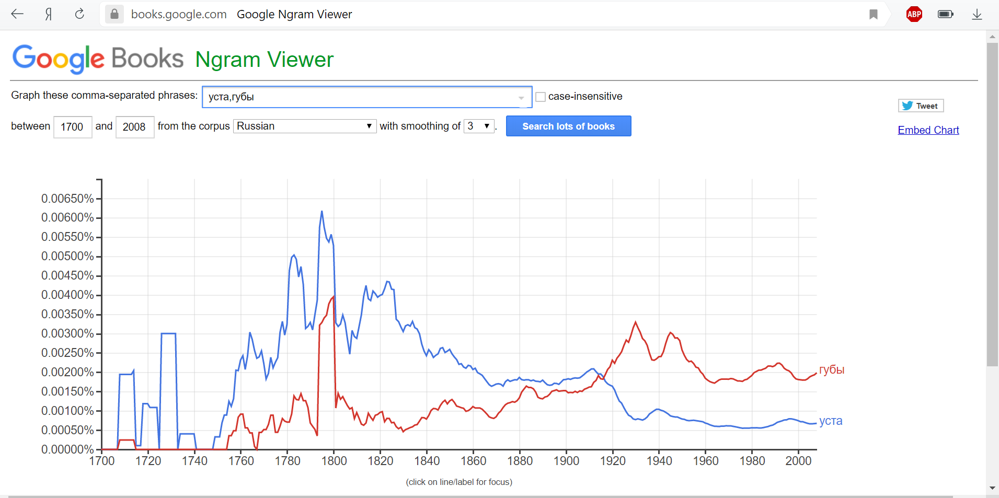 Я books.google.com Google Ngram Viewer ABP
Google Books Ngram Viewer
Graph these comma-separated phrases: уста,губы case-insensitive
Tweet
between 1700 and 2008 from the corpus Russian with smoothing of 3 . Search lots of books
Embed Chart
0.00650%
0.00600%
0.00550%
0.00500%
0.00450%
0.00400%
0.00350%
0.00300%
0.00250%
0.00200%
губы
0.00150%
0.00100%
уста
0.00050%
0.00000%
1700 1720 1740 1760 1780 1800 1820 1840 1860 1880 1900 1920 1940 1960 1980 2000
(click on line/label for focus)